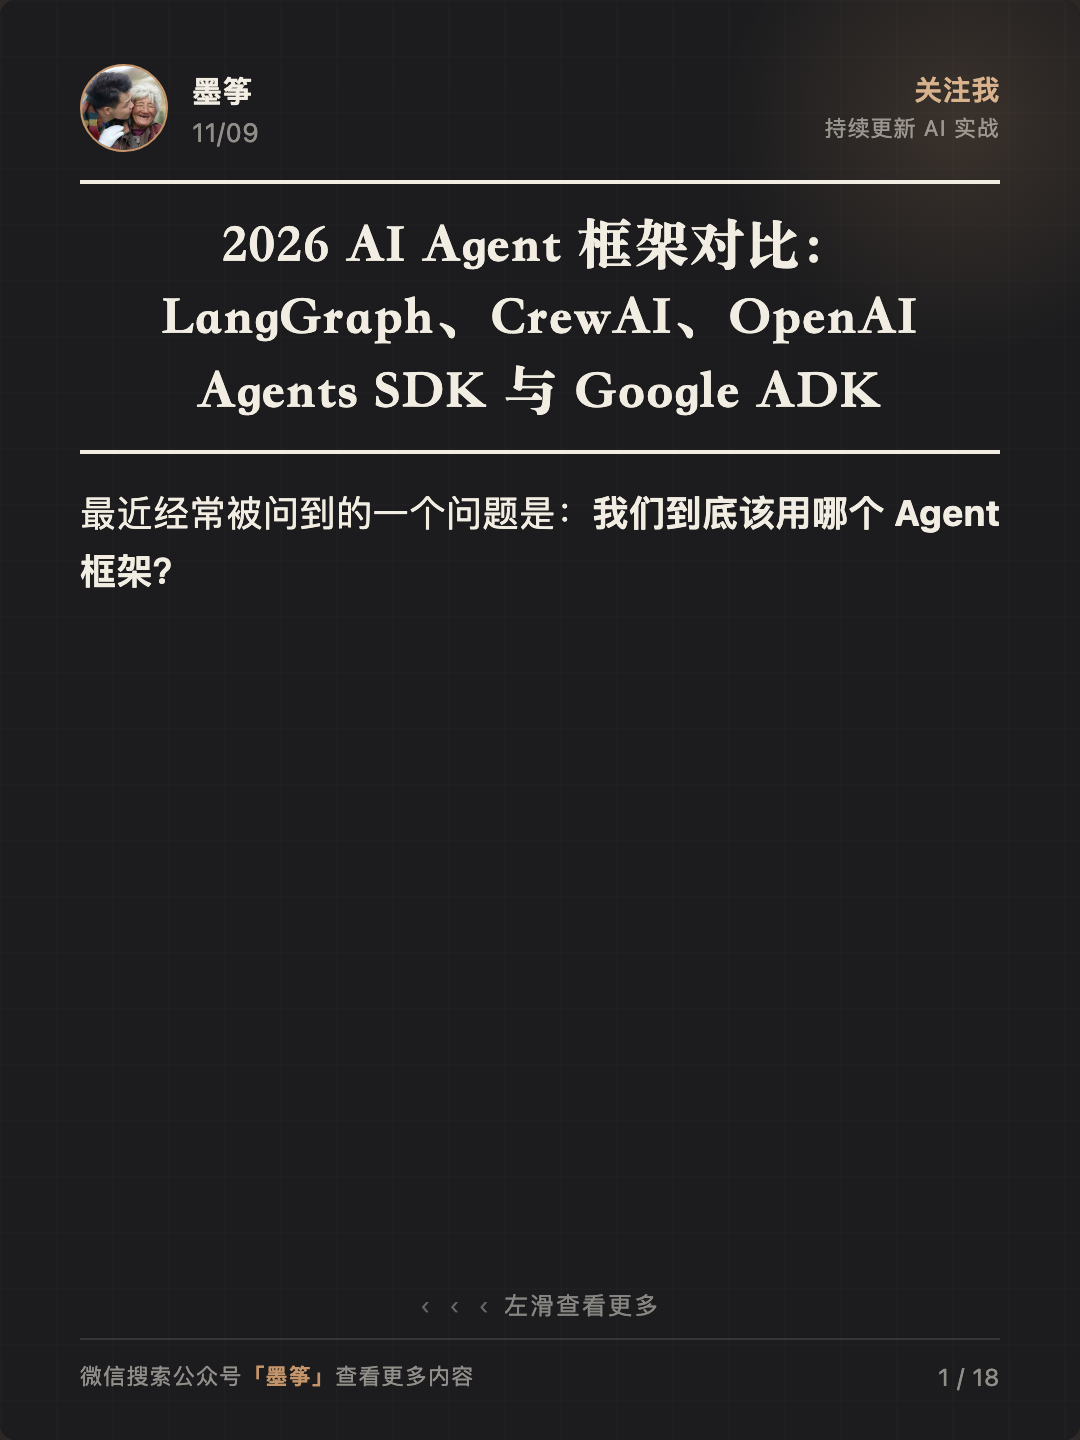 墨筝
11/09
关注我
持续更新 AI 实战
2026 AI Agent 框架对比：
LangGraph、CrewAI、OpenAI
Agents SDK 与 Google ADK
最近经常被问到的一个问题是：我们到底该用哪个 Agent
框架？
‹ ‹ ‹ 左滑查看更多
微信搜索公众号「墨筝」查看更多内容
1 / 18